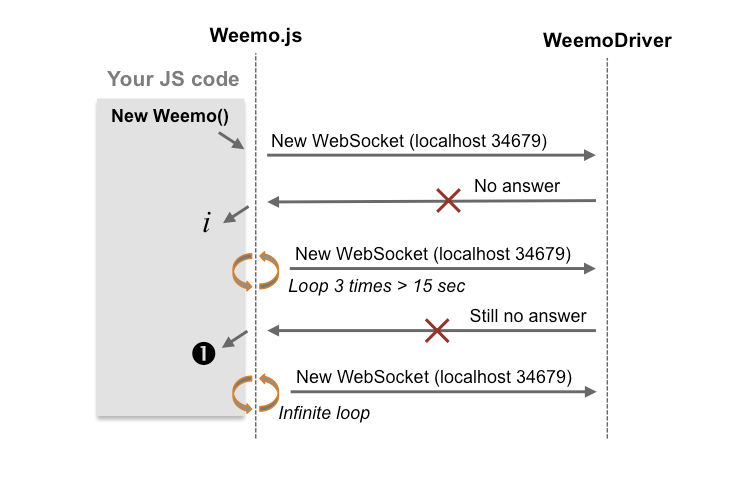 Weemo.js
WeemoDriver
Your JS code
New Weemo()
New WebSocket (localhost 34679)
No answer
i
New WebSocket (localhost 34679)
Loop 3 times > 15 sec
Still no answer
❶
New WebSocket (localhost 34679)
Infinite loop